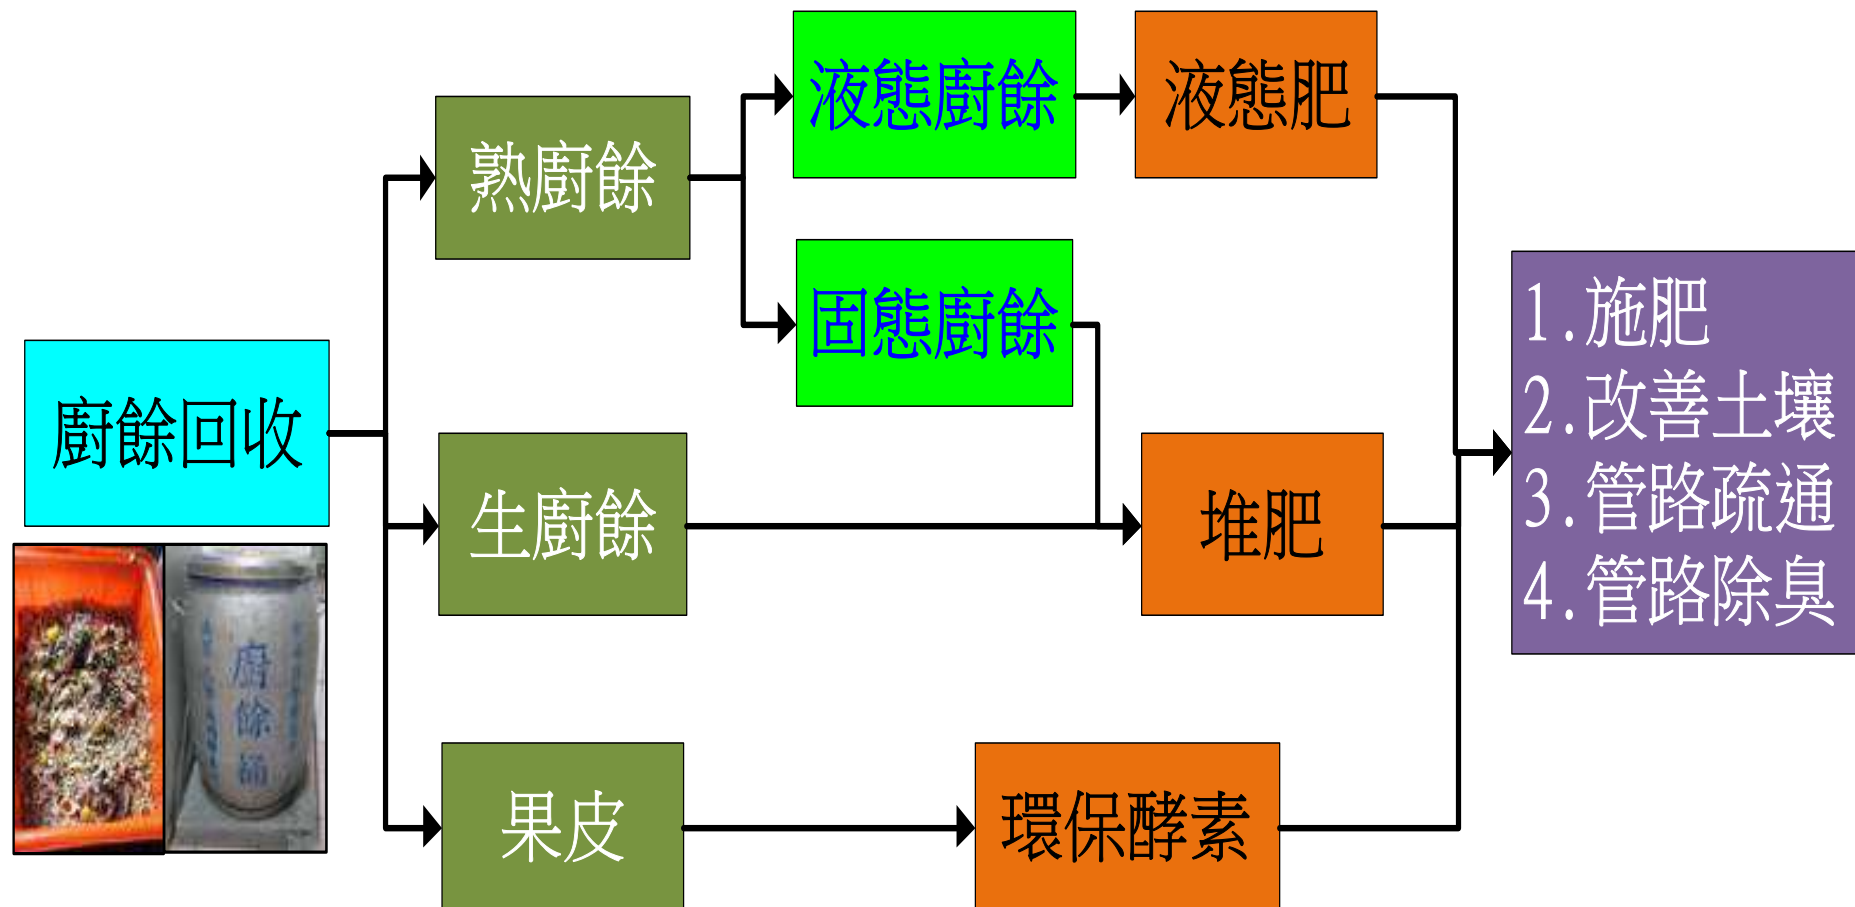 廚餘回收
熟廚餘
生廚餘
果皮
液態廚餘
固態廚餘
液態肥
堆肥
環保酵素
1.施肥
2.改善土壤
3.管路疏通
4.管路除臭
廚餘桶